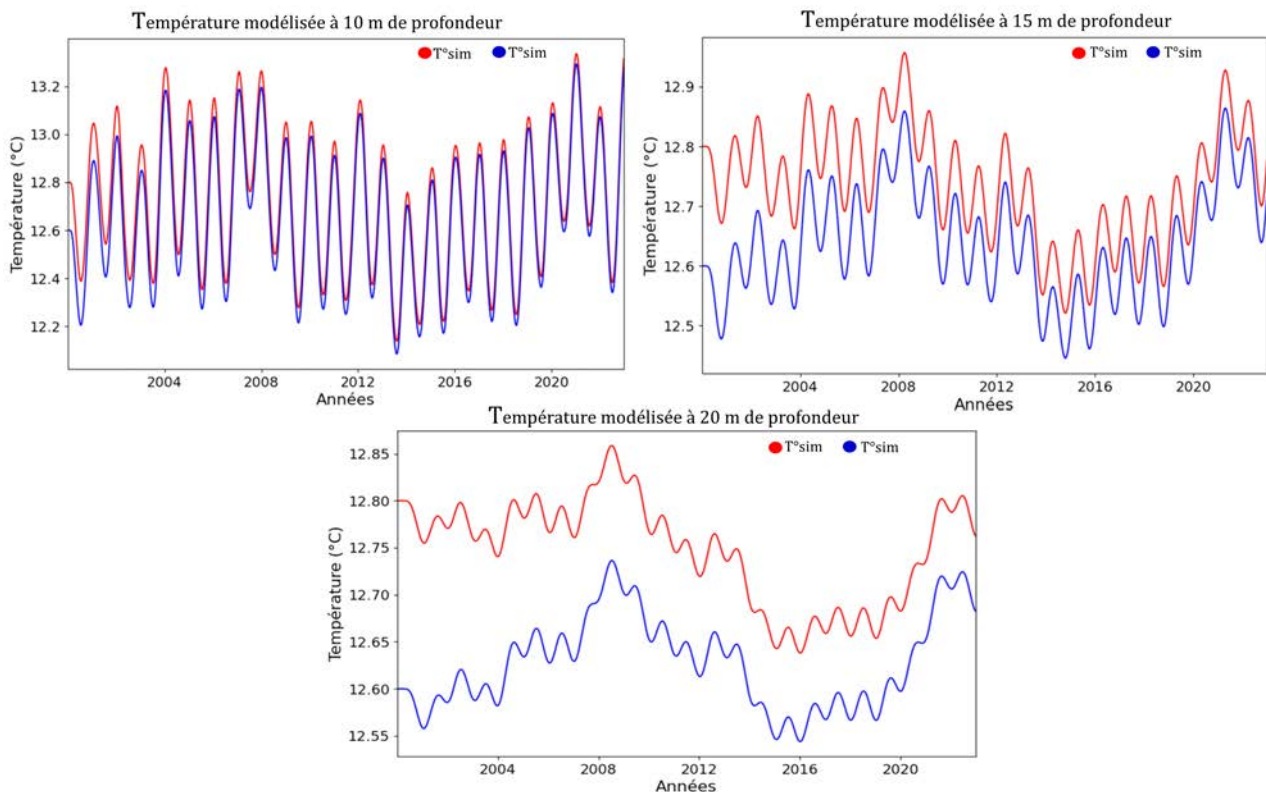 Température modélisée à 10 m de profondeur
T°sim T°sim
13.2
13.0
12.8
12.6
12.4
12.2
Température (°C)
2004 2008 2012 2016 2020
Années
Température modélisée à 15 m de profondeur
T°sim T°sim
12.9
12.8
12.7
12.6
12.5
Température (°C)
2004 2008 2012 2016 2020
Années
Température modélisée à 20 m de profondeur
T°sim T°sim
12.85
12.80
12.75
12.70
12.65
12.60
12.55
Température (°C)
2004 2008 2012 2016 2020
Années